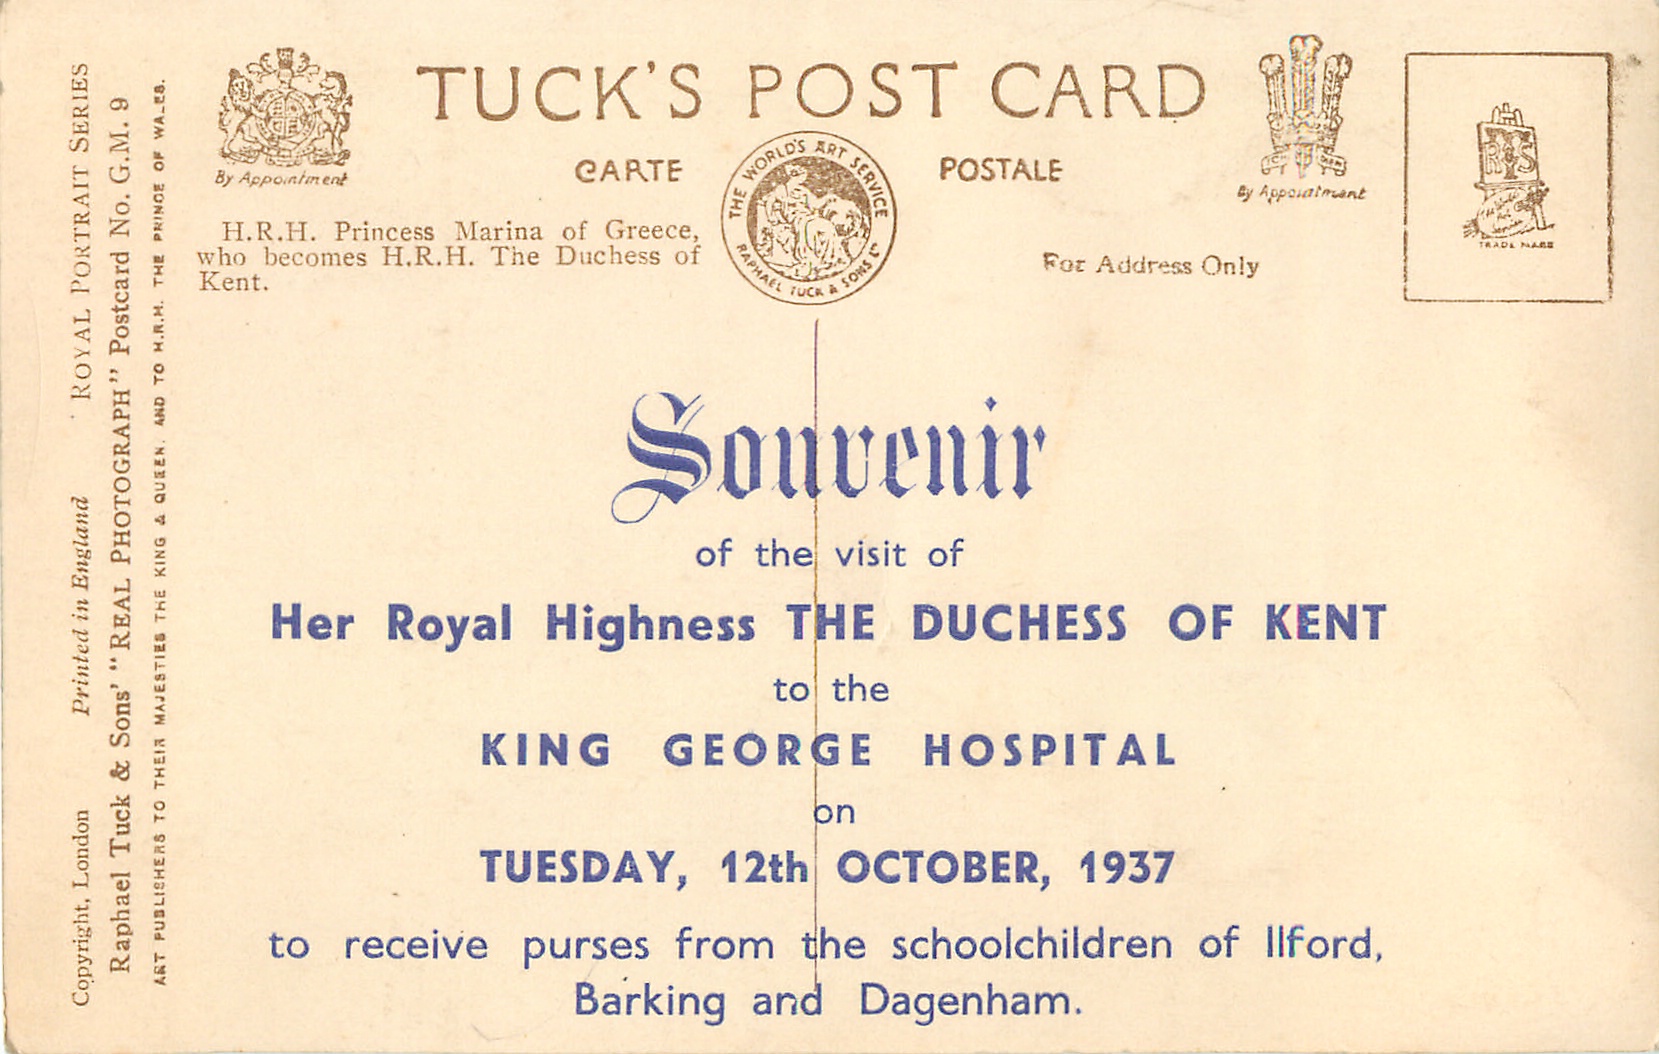 TUCK'S POST CARD
CARTE POSTALE
By Appointment
By Appointment
THE WORLD'S ART SERVICE
RAPHAEL TUCK & SONS LD
R T S
TRADE MARK
H.R.H. Princess Marina of Greece,
who becomes H.R.H. The Duchess of
Kent.
For Address Only
Souvenir
of the visit of
Her Royal Highness THE DUCHESS OF KENT
to the
KING GEORGE HOSPITAL
on
TUESDAY, 12th OCTOBER, 1937
to receive purses from the schoolchildren of Ilford,
Barking and Dagenham.
Copyright, London Printed in England ROYAL PORTRAIT SERIES
Raphael Tuck & Sons' "REAL PHOTOGRAPH" Postcard No. G.M. 9
ART PUBLISHERS TO THEIR MAJESTIES THE KING & QUEEN. AND TO H.R.H. THE PRINCE OF WALES.